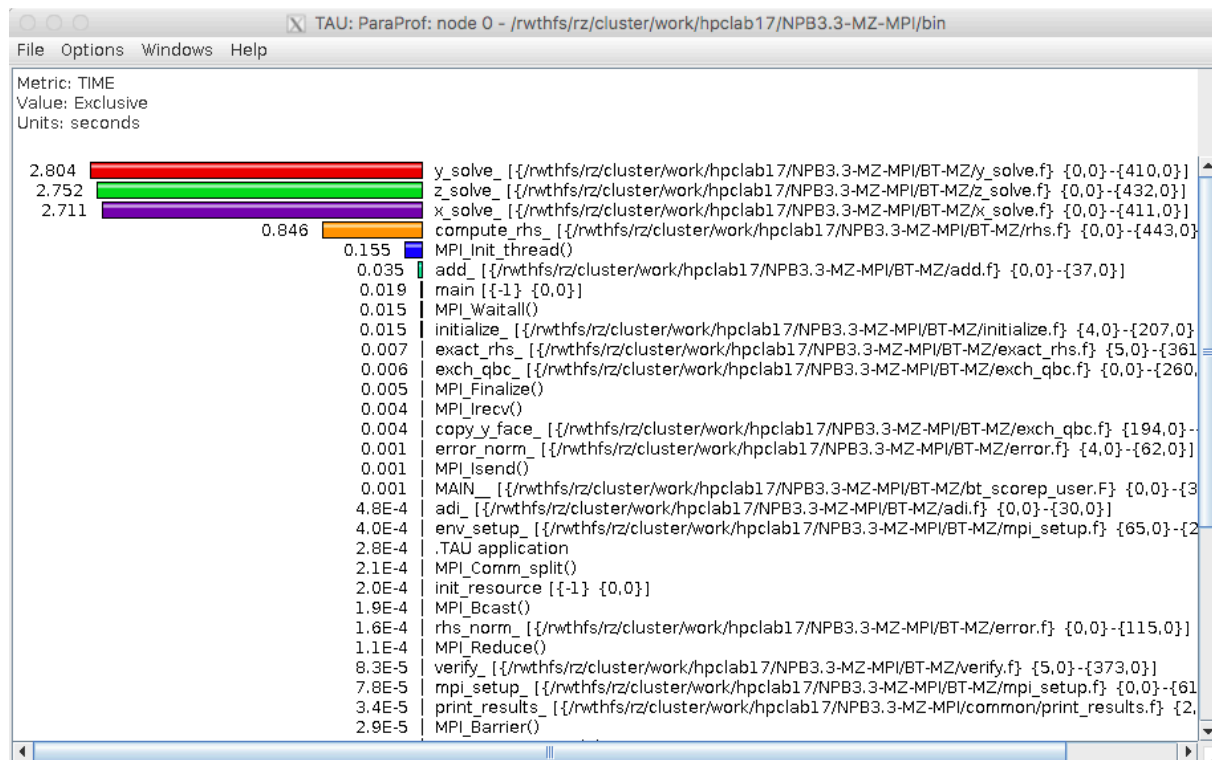 X TAU: ParaProf: node 0 - /rwthfs/rz/cluster/work/hpclab17/NPB3.3-MZ-MPI/bin
File Options Windows Help
Metric: TIME
Value: Exclusive
Units: seconds
2.804 y_solve_ [{/rwthfs/rz/cluster/work/hpclab17/NPB3.3-MZ-MPI/BT-MZ/y_solve.f} {0,0}-{410,0}]
2.752 z_solve_ [{/rwthfs/rz/cluster/work/hpclab17/NPB3.3-MZ-MPI/BT-MZ/z_solve.f} {0,0}-{432,0}]
2.711 x_solve_ [{/rwthfs/rz/cluster/work/hpclab17/NPB3.3-MZ-MPI/BT-MZ/x_solve.f} {0,0}-{411,0}]
0.846 compute_rhs_ [{/rwthfs/rz/cluster/work/hpclab17/NPB3.3-MZ-MPI/BT-MZ/rhs.f} {0,0}-{443,0}
0.155 MPI_Init_thread()
0.035 add_ [{/rwthfs/rz/cluster/work/hpclab17/NPB3.3-MZ-MPI/BT-MZ/add.f} {0,0}-{37,0}]
0.019 main [{-1} {0,0}]
0.015 MPI_Waitall()
0.015 initialize_ [{/rwthfs/rz/cluster/work/hpclab17/NPB3.3-MZ-MPI/BT-MZ/initialize.f} {4,0}-{207,0}
0.007 exact_rhs_ [{/rwthfs/rz/cluster/work/hpclab17/NPB3.3-MZ-MPI/BT-MZ/exact_rhs.f} {5,0}-{361
0.006 exch_qbc_ [{/rwthfs/rz/cluster/work/hpclab17/NPB3.3-MZ-MPI/BT-MZ/exch_qbc.f} {0,0}-{260,
0.005 MPI_Finalize()
0.004 MPI_Irecv()
0.004 copy_y_face_ [{/rwthfs/rz/cluster/work/hpclab17/NPB3.3-MZ-MPI/BT-MZ/exch_qbc.f} {194,0}-
0.001 error_norm_ [{/rwthfs/rz/cluster/work/hpclab17/NPB3.3-MZ-MPI/BT-MZ/error.f} {4,0}-{62,0}]
0.001 MPI_Isend()
0.001 MAIN__ [{/rwthfs/rz/cluster/work/hpclab17/NPB3.3-MZ-MPI/BT-MZ/bt_scorep_user.F} {0,0}-{3
4.8E-4 adi_ [{/rwthfs/rz/cluster/work/hpclab17/NPB3.3-MZ-MPI/BT-MZ/adi.f} {0,0}-{30,0}]
4.0E-4 env_setup_ [{/rwthfs/rz/cluster/work/hpclab17/NPB3.3-MZ-MPI/BT-MZ/mpi_setup.f} {65,0}-{2
2.8E-4 .TAU application
2.1E-4 MPI_Comm_split()
2.0E-4 init_resource [{-1} {0,0}]
1.9E-4 MPI_Bcast()
1.6E-4 rhs_norm_ [{/rwthfs/rz/cluster/work/hpclab17/NPB3.3-MZ-MPI/BT-MZ/error.f} {0,0}-{115,0}]
1.1E-4 MPI_Reduce()
8.3E-5 verify_ [{/rwthfs/rz/cluster/work/hpclab17/NPB3.3-MZ-MPI/BT-MZ/verify.f} {5,0}-{373,0}]
7.8E-5 mpi_setup_ [{/rwthfs/rz/cluster/work/hpclab17/NPB3.3-MZ-MPI/BT-MZ/mpi_setup.f} {0,0}-{61
3.4E-5 print_results_ [{/rwthfs/rz/cluster/work/hpclab17/NPB3.3-MZ-MPI/common/print_results.f} {2,
2.9E-5 MPI_Barrier()